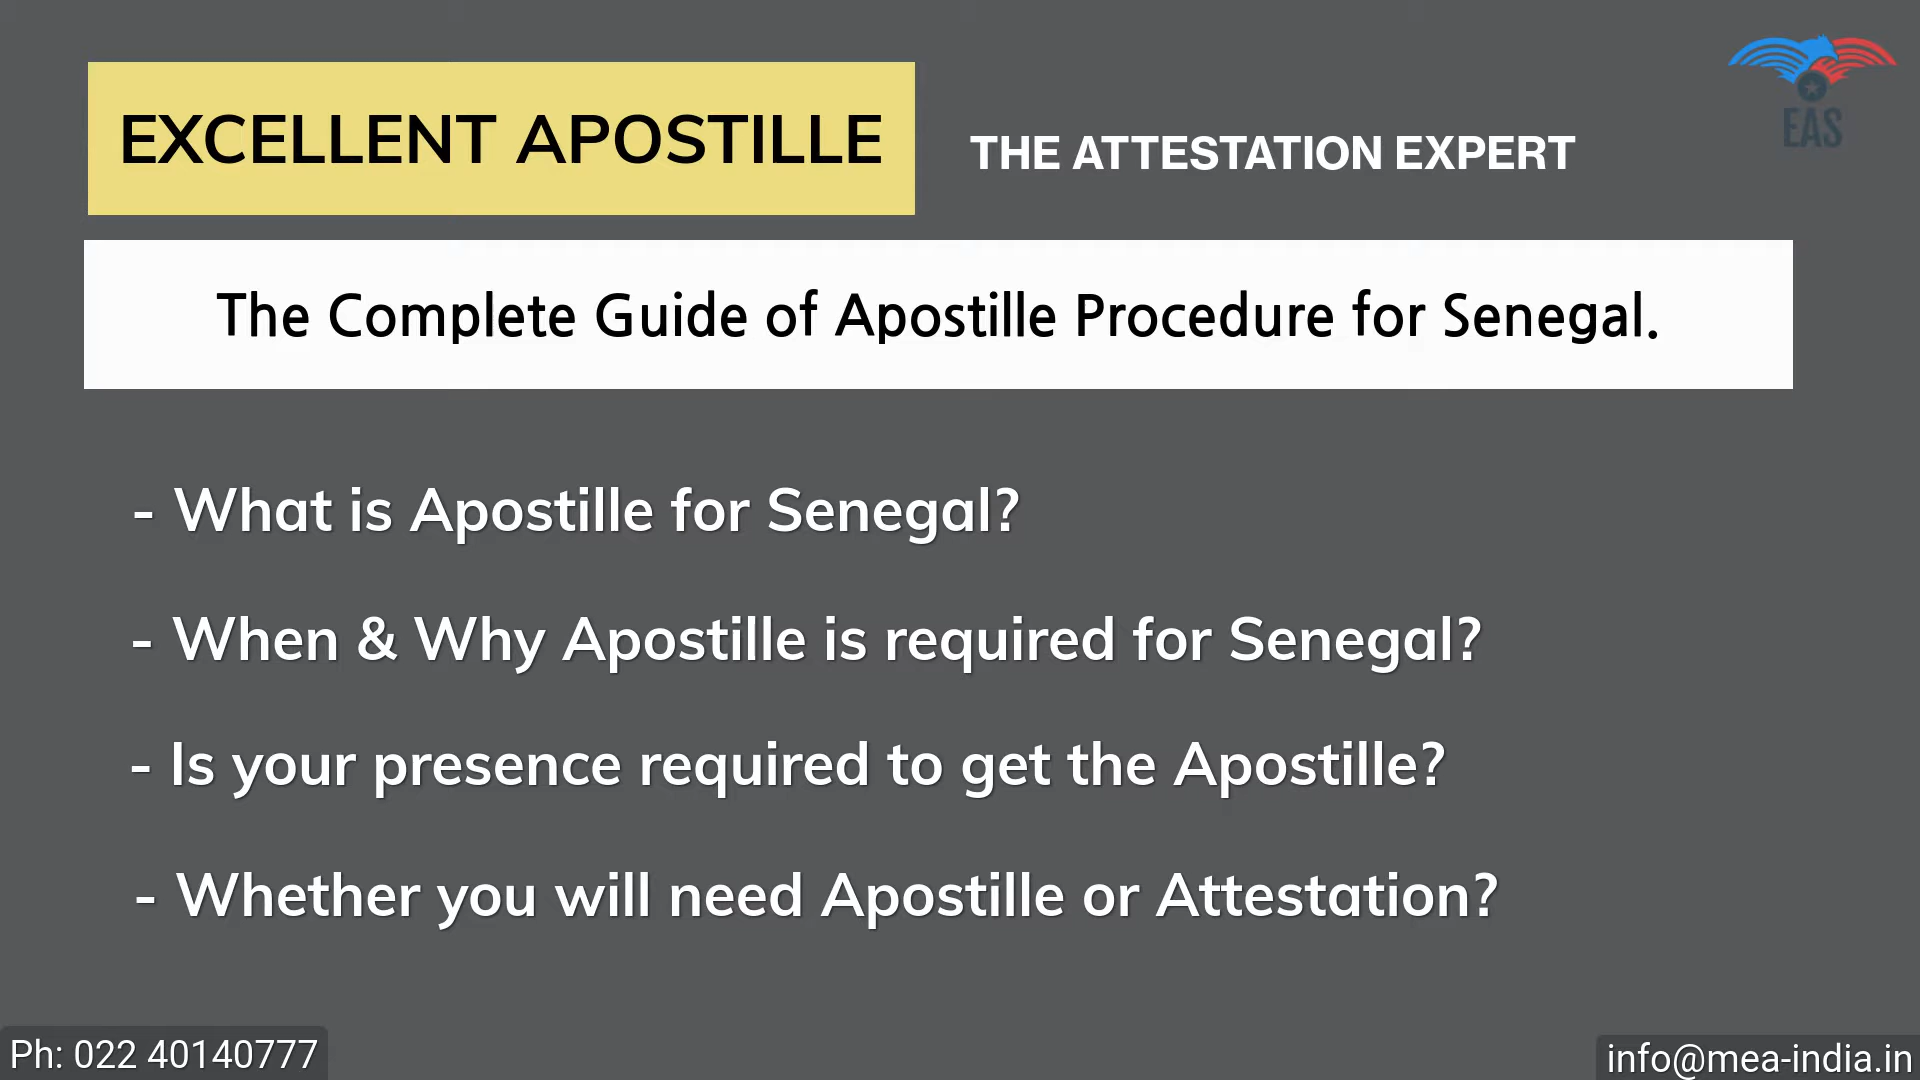 EXCELLENT APOSTILLE
THE ATTESTATION EXPERT
EAS
The Complete Guide of Apostille Procedure for Senegal.
- What is Apostille for Senegal?
- When & Why Apostille is required for Senegal?
- Is your presence required to get the Apostille?
- Whether you will need Apostille or Attestation?
Ph: 022 40140777
info@mea-india.in